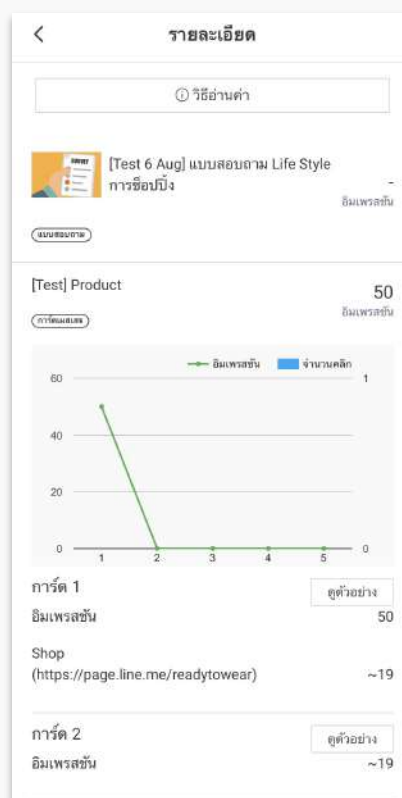 รายละเอียด
วิธีอ่านค่า
[Test 6 Aug] แบบสอบถาม Life Style
การช็อปปิ้ง
-
อิมเพรสชัน
แบบสอบถาม
[Test] Product
50
อิมเพรสชัน
การ์ดเมสเสจ
อิมเพรสชัน
จำนวนคลิก
60
1
40
20
0
0
1 2 3 4 5
การ์ด 1
ดูตัวอย่าง
อิมเพรสชัน 50
Shop
(https://page.line.me/readytowear) ~19
การ์ด 2
ดูตัวอย่าง
อิมเพรสชัน ~19